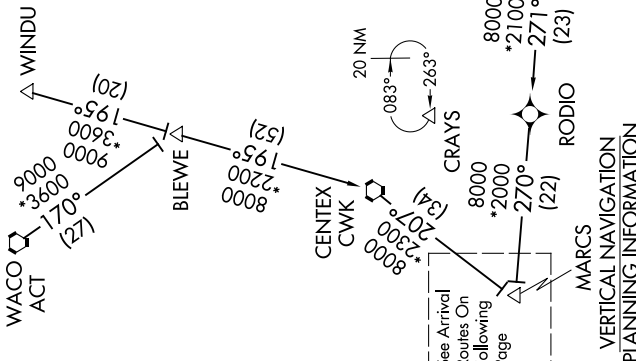 WINDU
195°
(20)
9000
*3600
WACO
ACT
9000
*3600
170°
(27)
BLEWE
195°
(52)
8000
*2200
20 NM
083°
263°
CRAYS
CENTEX
CWK
207°
(34)
8000
*2300
8000
*2100
271°
(23)
RODIO
8000
*2000
270°
(22)
See Arrival
Routes On
Following
Page
MARCS
VERTICAL NAVIGATION
PLANNING INFORMATION